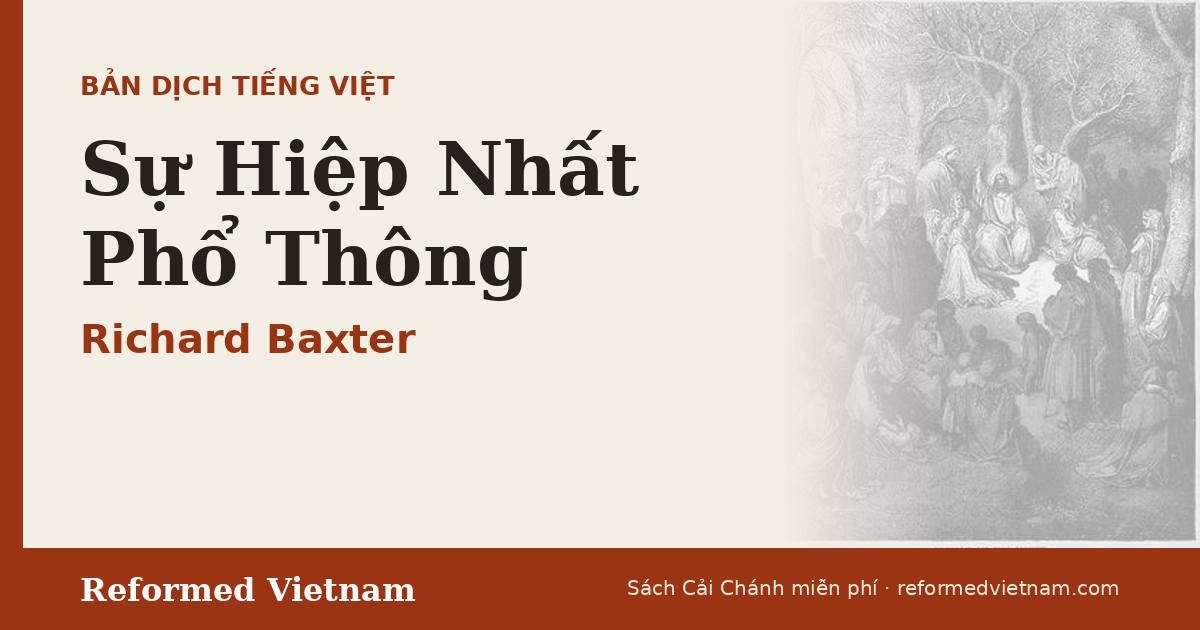 BẢN DỊCH TIẾNG VIỆT
Sự Hiệp Nhất
Phổ Thông
Richard Baxter
Reformed Vietnam
Sách Cải Chánh miễn phí · reformedvietnam.com